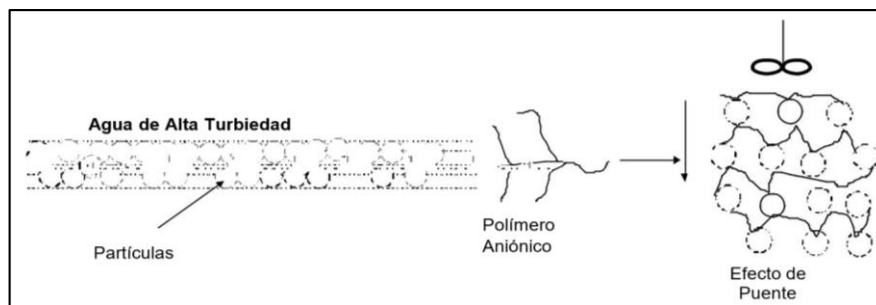 Agua de Alta Turbiedad
Partículas
Polímero
Aniónico
Efecto de
Puente